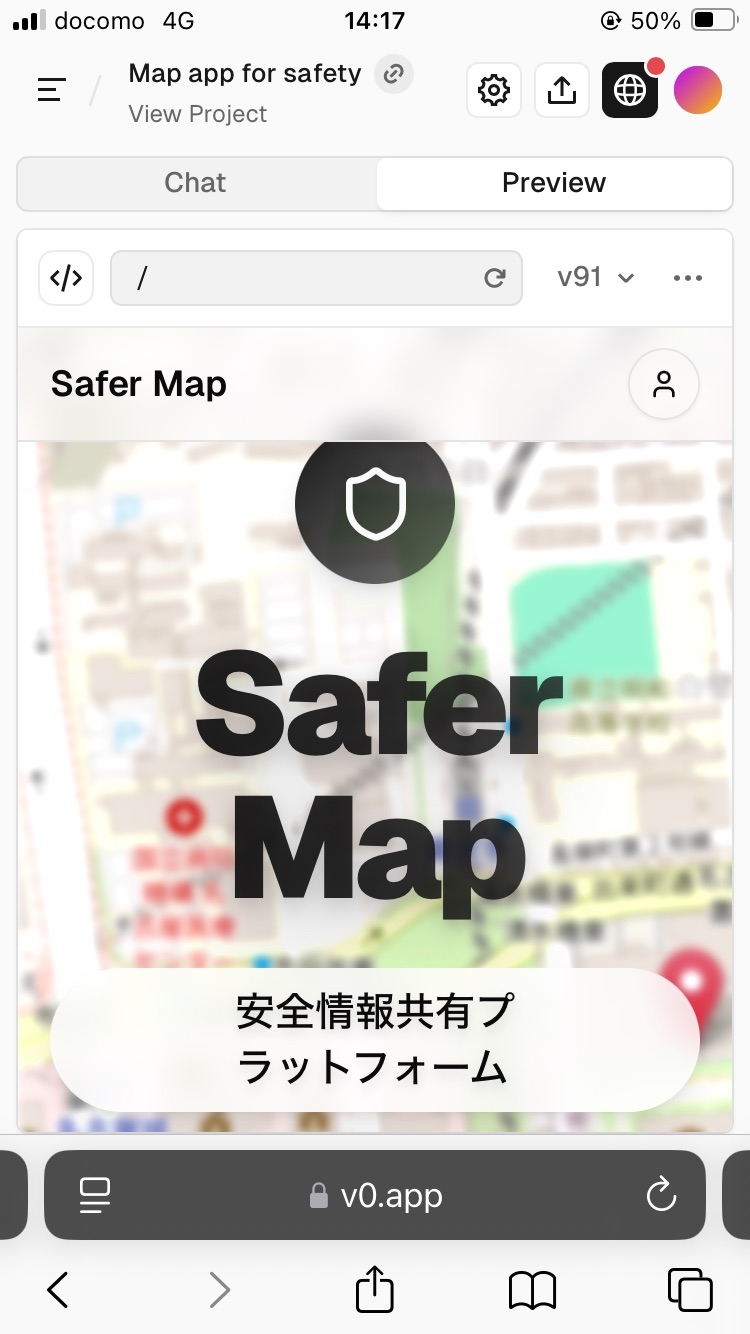 docomo 4G 14:17 50%
Map app for safety
View Project
Chat Preview
/ v91
Safer Map
Safer
Map
安全情報共有プ
ラットフォーム
v0.app